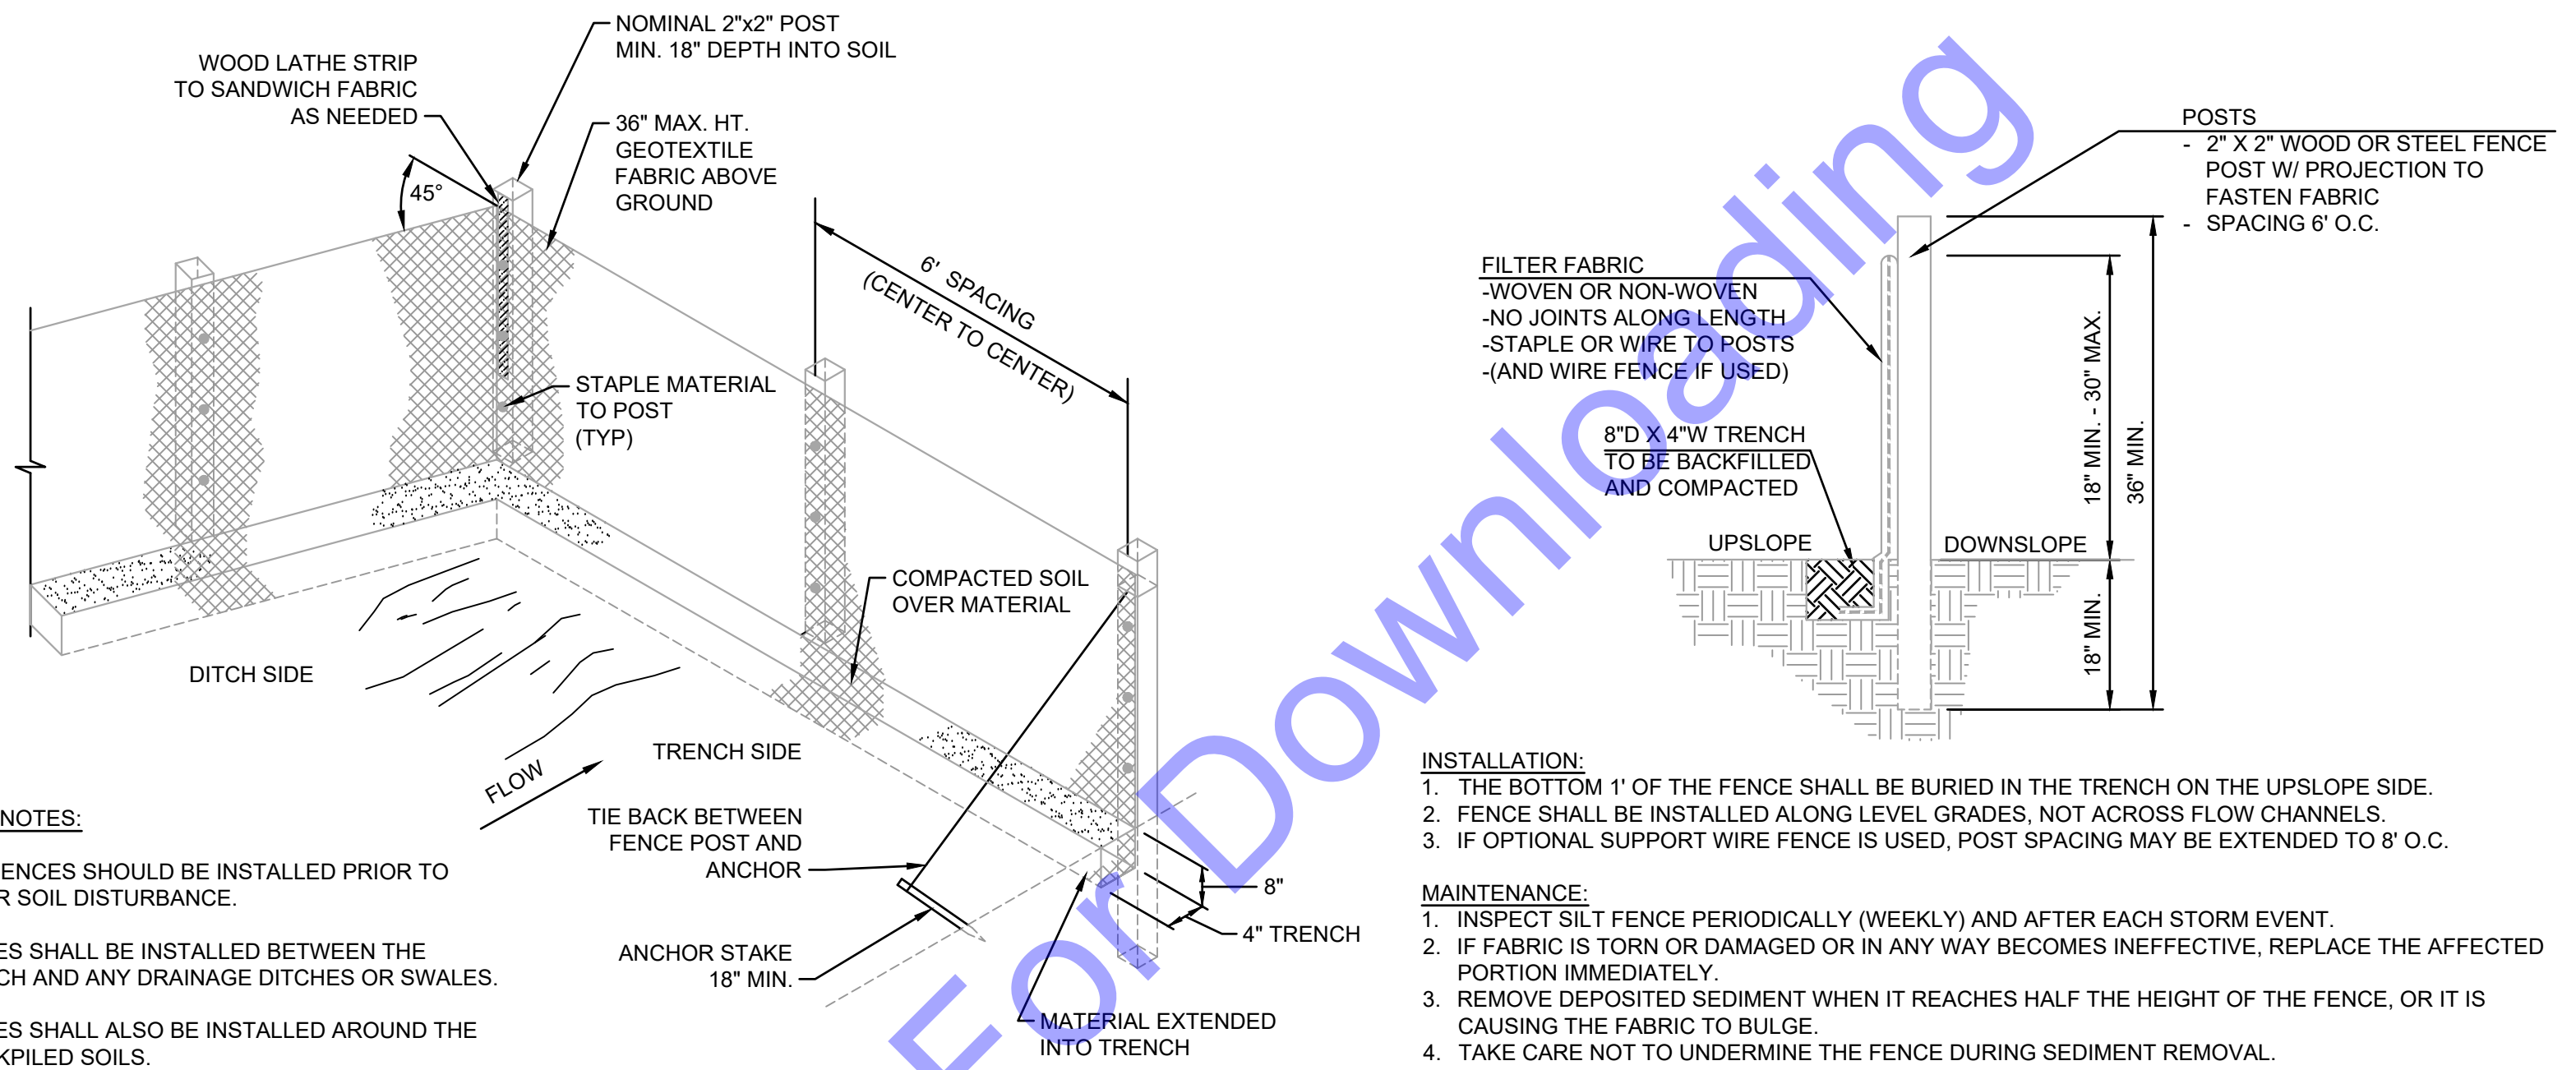 NOMINAL 2"x2" POST
MIN. 18" DEPTH INTO SOIL
WOOD LATHE STRIP
TO SANDWICH FABRIC
AS NEEDED
36" MAX. HT.
GEOTEXTILE
FABRIC ABOVE
GROUND
45°
6' SPACING
(CENTER TO CENTER)
STAPLE MATERIAL
TO POST
(TYP)
COMPACTED SOIL
OVER MATERIAL
DITCH SIDE
TRENCH SIDE
FLOW
TIE BACK BETWEEN
FENCE POST AND
ANCHOR
ANCHOR STAKE
18" MIN.
8"
4" TRENCH
MATERIAL EXTENDED
INTO TRENCH
NOTES:
ENCES SHOULD BE INSTALLED PRIOR TO
R SOIL DISTURBANCE.
ES SHALL BE INSTALLED BETWEEN THE
CH AND ANY DRAINAGE DITCHES OR SWALES.
ES SHALL ALSO BE INSTALLED AROUND THE
KPILED SOILS.
POSTS
- 2" X 2" WOOD OR STEEL FENCE
POST W/ PROJECTION TO
FASTEN FABRIC
- SPACING 6' O.C.
FILTER FABRIC
-WOVEN OR NON-WOVEN
-NO JOINTS ALONG LENGTH
-STAPLE OR WIRE TO POSTS
-(AND WIRE FENCE IF USED)
8"D X 4"W TRENCH
TO BE BACKFILLED
AND COMPACTED
UPSLOPE
DOWNSLOPE
18" MIN. - 30" MAX.
36" MIN.
18" MIN.
INSTALLATION:
1. THE BOTTOM 1' OF THE FENCE SHALL BE BURIED IN THE TRENCH ON THE UPSLOPE SIDE.
2. FENCE SHALL BE INSTALLED ALONG LEVEL GRADES, NOT ACROSS FLOW CHANNELS.
3. IF OPTIONAL SUPPORT WIRE FENCE IS USED, POST SPACING MAY BE EXTENDED TO 8' O.C.
MAINTENANCE:
1. INSPECT SILT FENCE PERIODICALLY (WEEKLY) AND AFTER EACH STORM EVENT.
2. IF FABRIC IS TORN OR DAMAGED OR IN ANY WAY BECOMES INEFFECTIVE, REPLACE THE AFFECTED
PORTION IMMEDIATELY.
3. REMOVE DEPOSITED SEDIMENT WHEN IT REACHES HALF THE HEIGHT OF THE FENCE, OR IT IS
CAUSING THE FABRIC TO BULGE.
4. TAKE CARE NOT TO UNDERMINE THE FENCE DURING SEDIMENT REMOVAL.
For Downloading